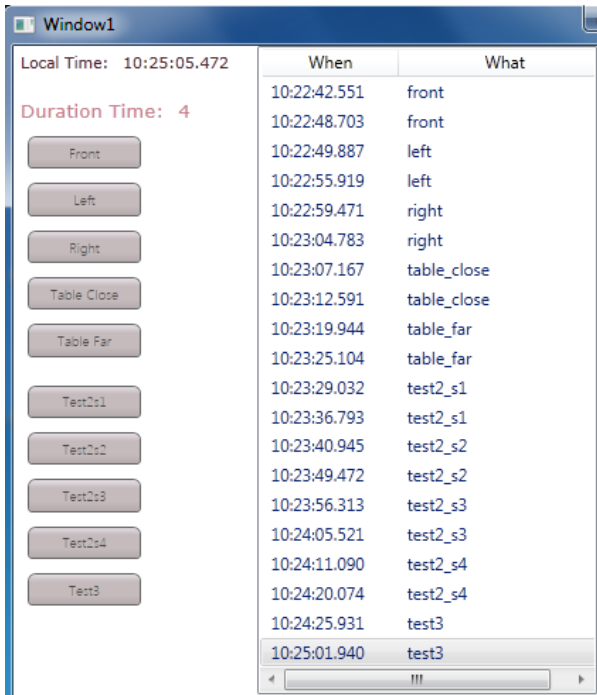 Window1
Local Time: 10:25:05.472
Duration Time: 4
Front
Left
Right
Table Close
Table Far
Test2s1
Test2s2
Test2s3
Test2s4
Test3
When What
10:22:42.551 front
10:22:48.703 front
10:22:49.887 left
10:22:55.919 left
10:22:59.471 right
10:23:04.783 right
10:23:07.167 table_close
10:23:12.591 table_close
10:23:19.944 table_far
10:23:25.104 table_far
10:23:29.032 test2_s1
10:23:36.793 test2_s1
10:23:40.945 test2_s2
10:23:49.472 test2_s2
10:23:56.313 test2_s3
10:24:05.521 test2_s3
10:24:11.090 test2_s4
10:24:20.074 test2_s4
10:24:25.931 test3
10:25:01.940 test3